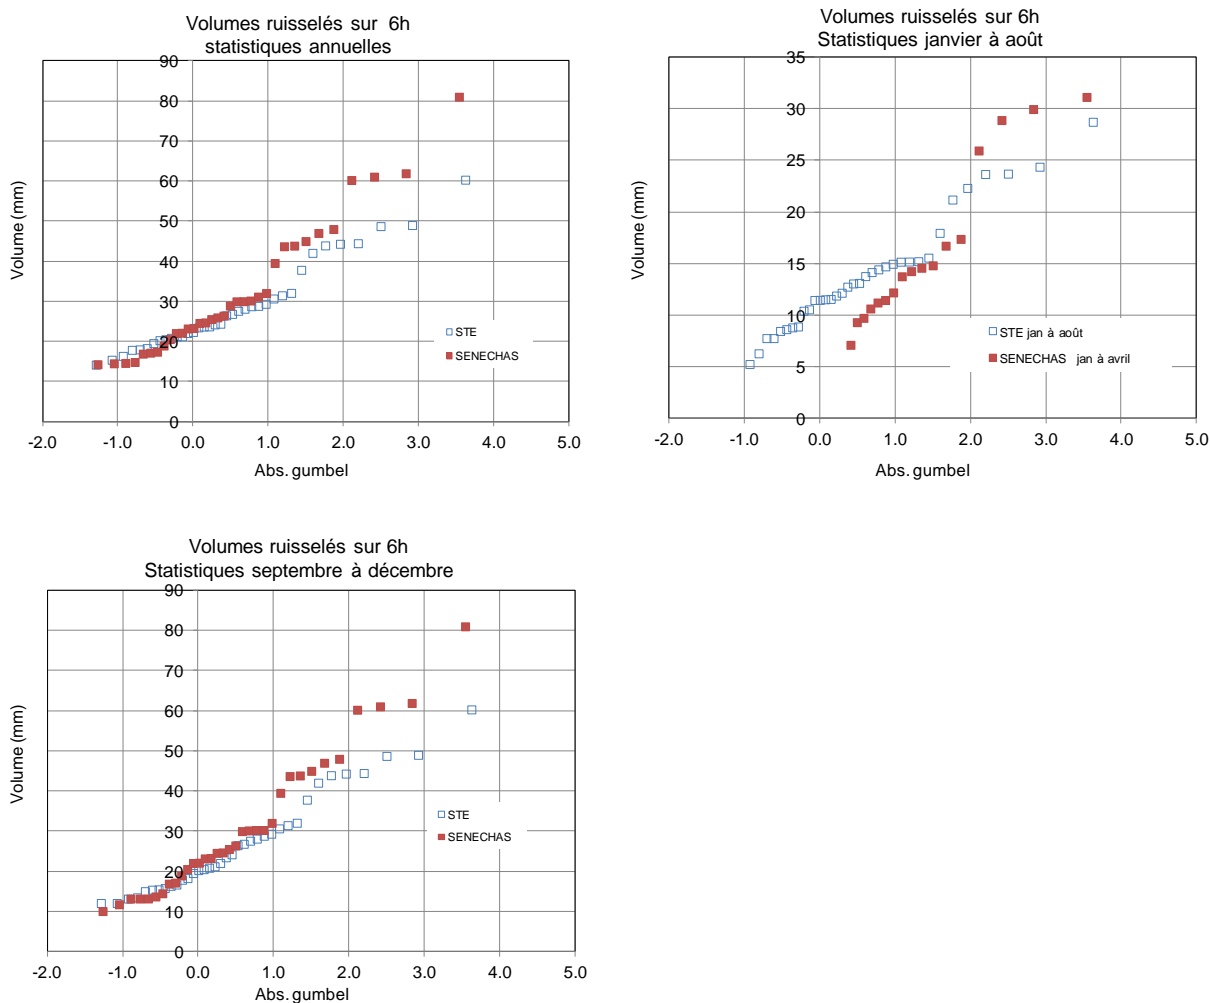 Volumes ruisselés sur 6h
statistiques annuelles
90
80
70
60
50
40
30
20
10
0
-2.0 -1.0 0.0 1.0 2.0 3.0 4.0 5.0
Volume (mm)
Abs. gumbel
STE
SENECHAS
Volumes ruisselés sur 6h
Statistiques janvier à août
35
30
25
20
15
10
5
0
-2.0 -1.0 0.0 1.0 2.0 3.0 4.0 5.0
Volume (mm)
Abs. gumbel
STE jan à août
SENECHAS jan à avril
Volumes ruisselés sur 6h
Statistiques septembre à décembre
90
80
70
60
50
40
30
20
10
0
-2.0 -1.0 0.0 1.0 2.0 3.0 4.0 5.0
Volume (mm)
Abs. gumbel
STE
SENECHAS